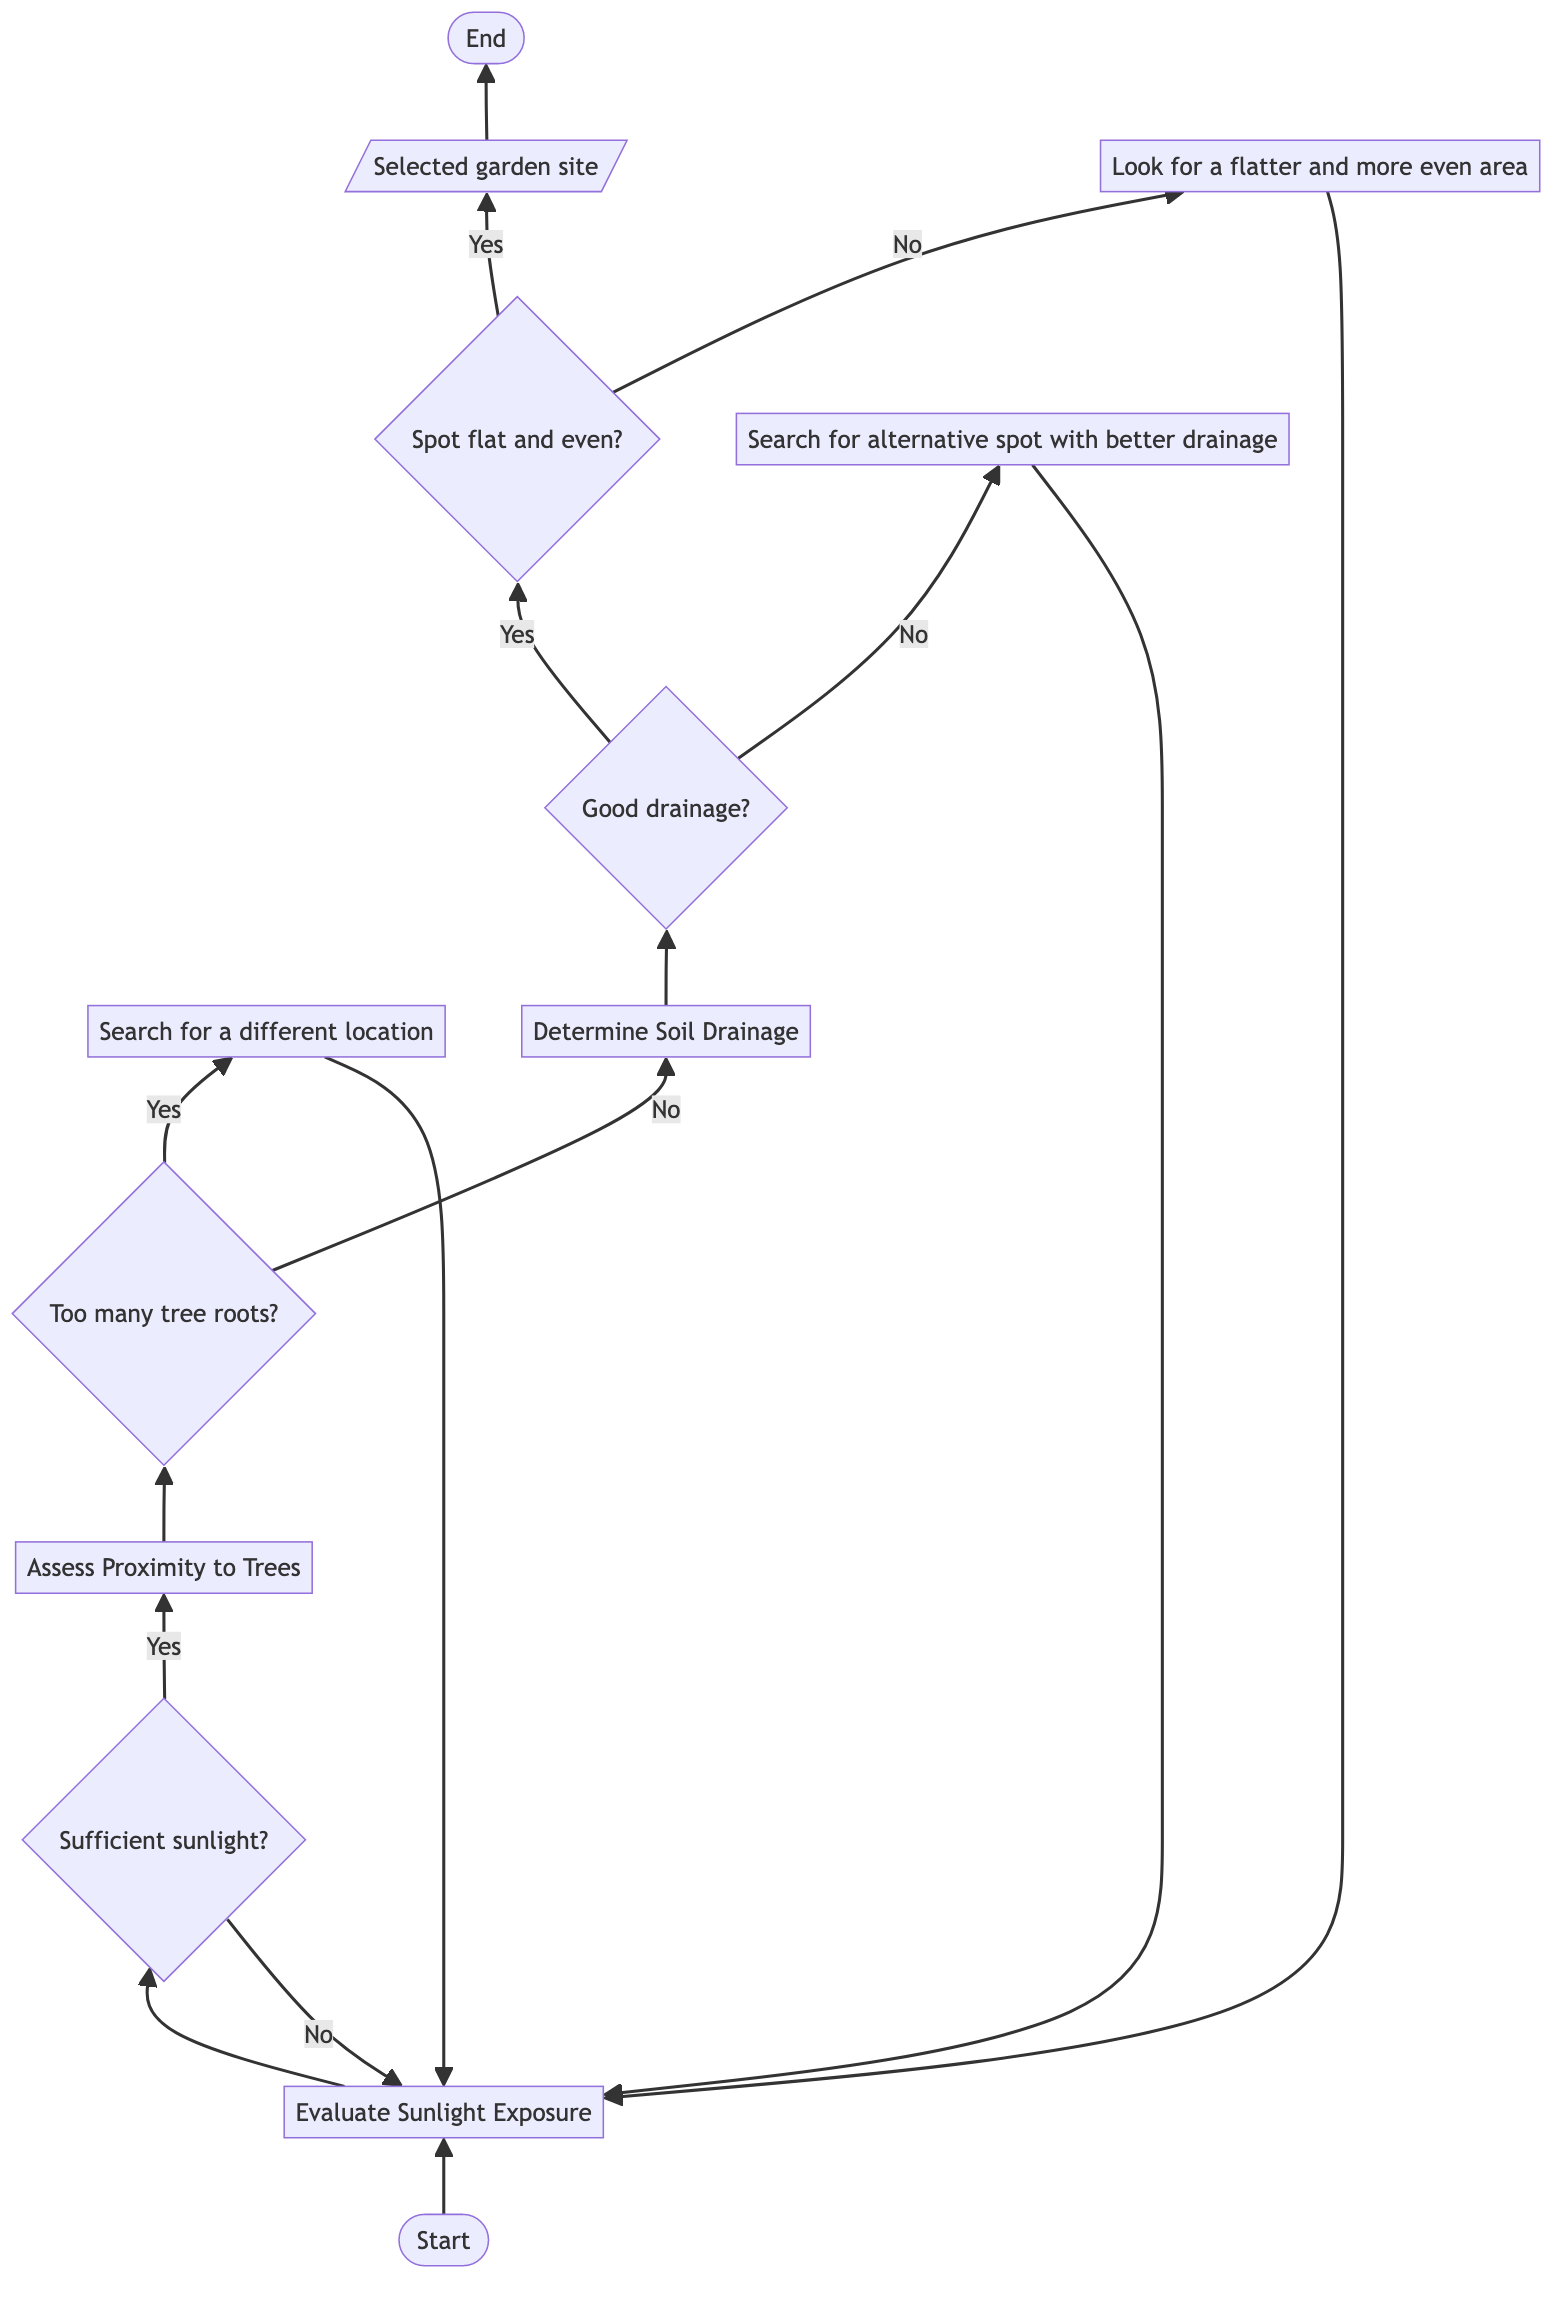 End
Selected garden site
Look for a flatter and more even area
Yes
No
Spot flat and even?
Search for alternative spot with better drainage
Yes
No
Good drainage?
Search for a different location
Determine Soil Drainage
Yes
No
Too many tree roots?
Assess Proximity to Trees
Yes
Sufficient sunlight?
No
Evaluate Sunlight Exposure
Start